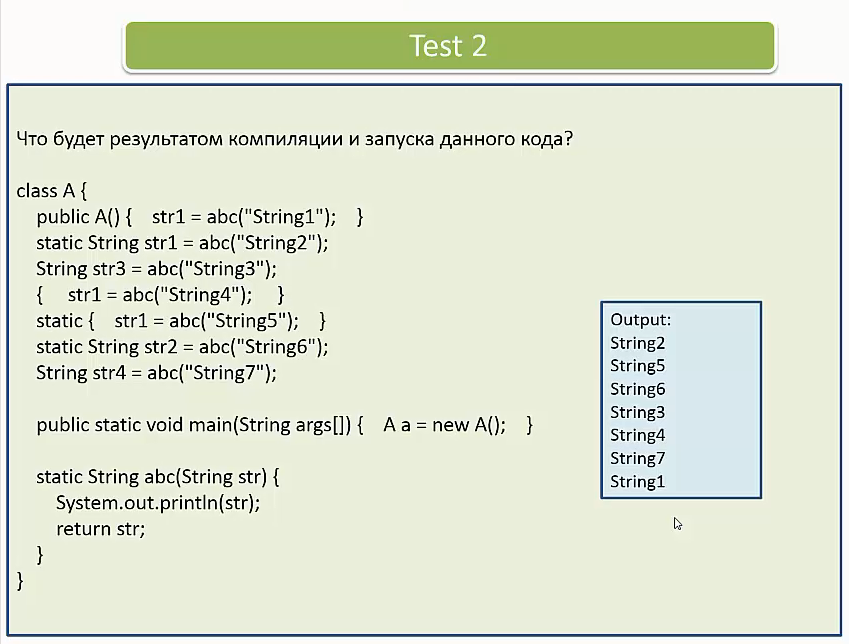 Test 2
Что будет результатом компиляции и запуска данного кода?
class A {
public A() {    str1 = abc("String1");    }
static String str1 = abc("String2");
String str3 = abc("String3");
{    str1 = abc("String4");    }
static {    str1 = abc("String5");    }
static String str2 = abc("String6");
String str4 = abc("String7");
public static void main(String args[]) {    A a = new A();    }
static String abc(String str) {
System.out.println(str);
return str;
}
}
Output:
String2
String5
String6
String3
String4
String7
String1